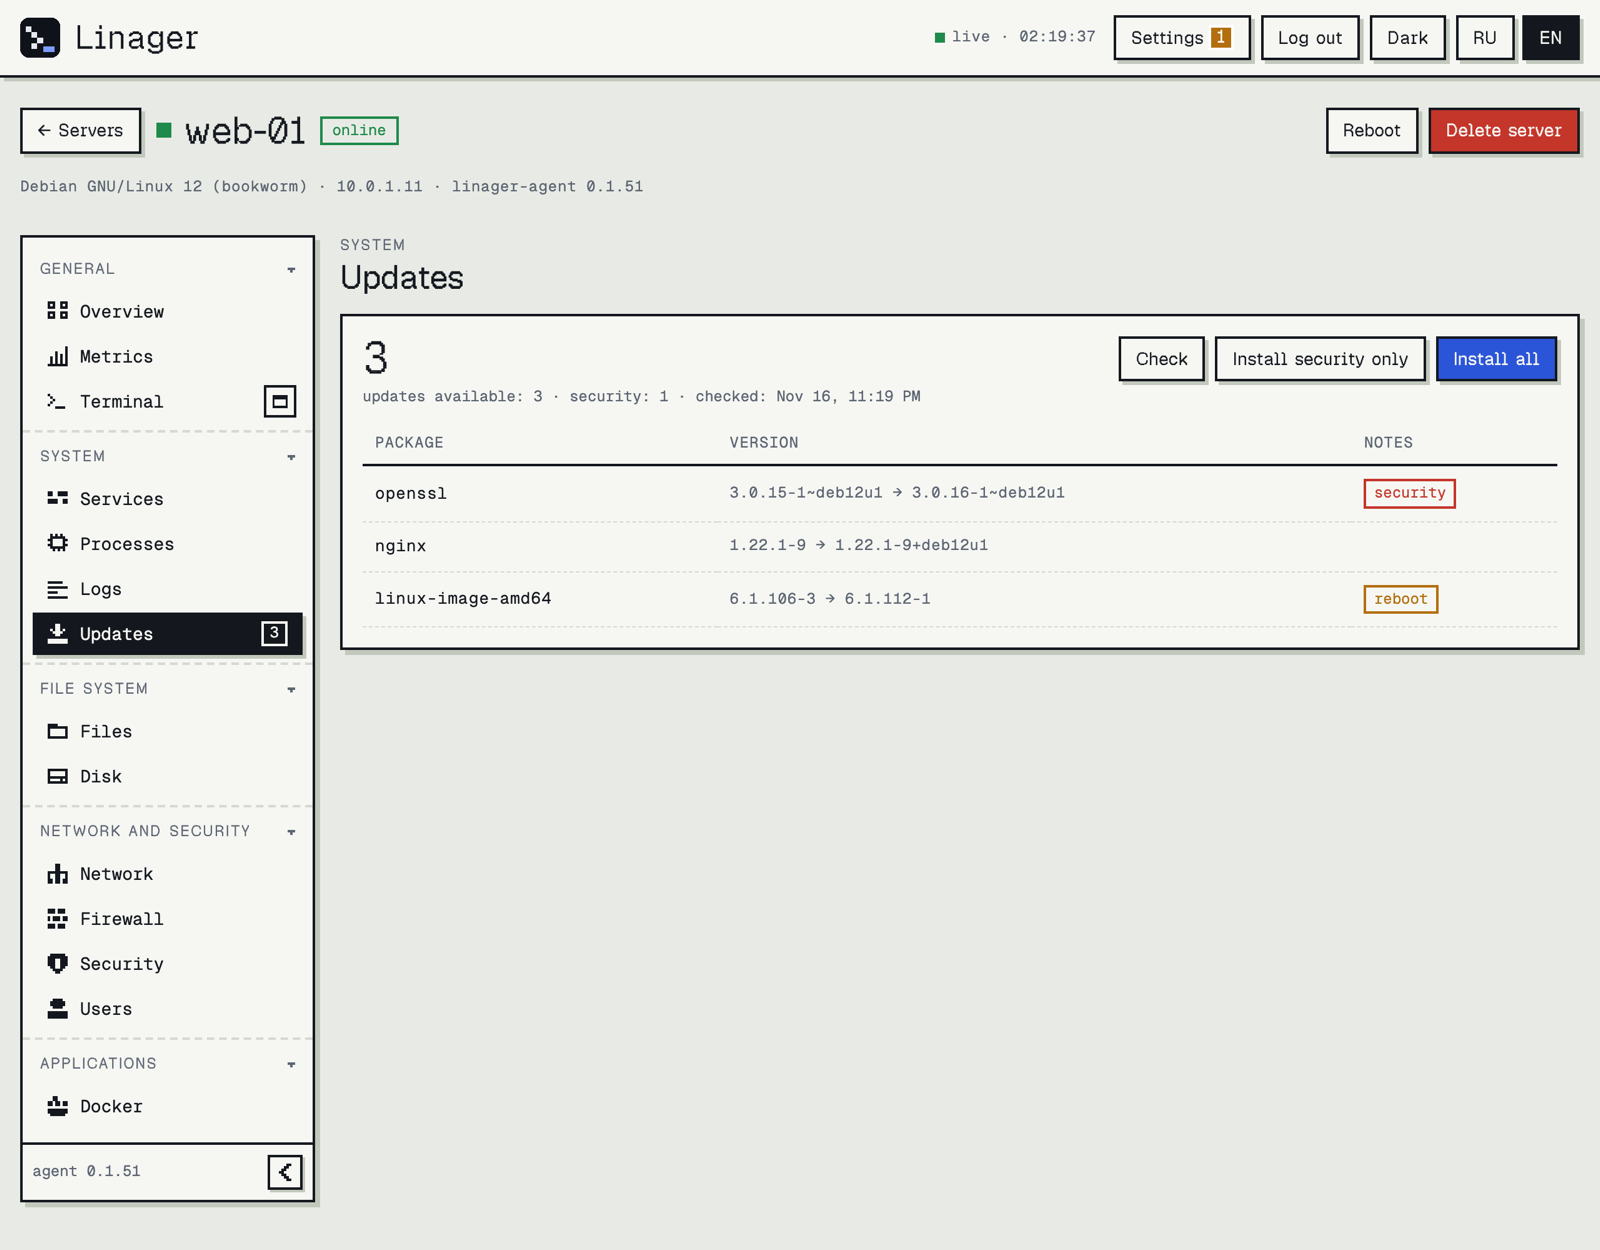 Linager
live · 02:19:37
Settings 1
Log out
Dark
RU
EN
← Servers
web-01
online
Reboot
Delete server
Debian GNU/Linux 12 (bookworm) · 10.0.1.11 · linager-agent 0.1.51
GENERAL
Overview
Metrics
Terminal
SYSTEM
Services
Processes
Logs
Updates 3
FILE SYSTEM
Files
Disk
NETWORK AND SECURITY
Network
Firewall
Security
Users
APPLICATIONS
Docker
agent 0.1.51
SYSTEM
Updates
3
Check
Install security only
Install all
updates available: 3 · security: 1 · checked: Nov 16, 11:19 PM
PACKAGE VERSION NOTES
openssl 3.0.15-1~deb12u1 → 3.0.16-1~deb12u1 security
nginx 1.22.1-9 → 1.22.1-9+deb12u1
linux-image-amd64 6.1.106-3 → 6.1.112-1 reboot